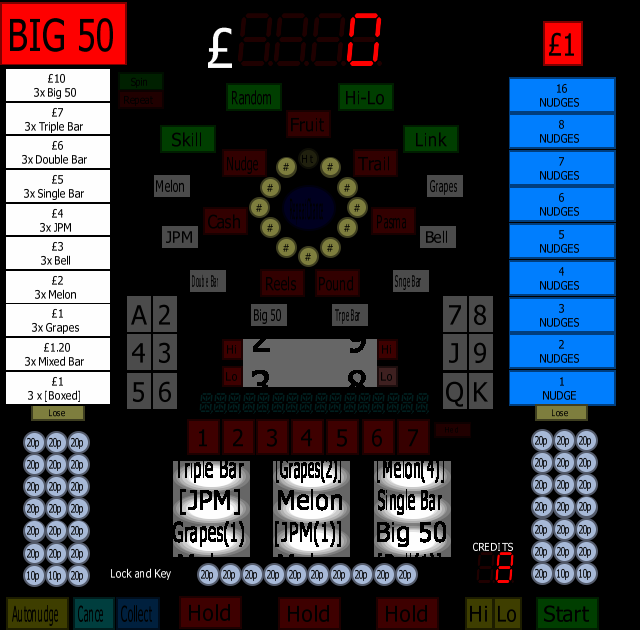 BIG 50
£ 0
£1
£10
3x Big 50
£7
3x Triple Bar
£6
3x Double Bar
£5
3x Single Bar
£4
3x JPM
£3
3x Bell
£2
3x Melon
£1
3x Grapes
£1.20
3x Mixed Bar
£1
3 x [Boxed]
Lose
Spin
Random
Hi-Lo
Fruit
Skill
Link
Hit
Nudge
Trail
# # # # # # # # # # #
Melon
Grapes
Cash
Plasma
JPM
Bell
Double Bar
Single Bar
Reels
Pound
Big 50
Triple Bar
A 2
4 3
5 6
7 8
J 9
Q K
Hi
Lo
2 9
3 8
Hi
Lo
1 2 3 4 5 6 7
16
NUDGES
8
NUDGES
7
NUDGES
6
NUDGES
5
NUDGES
4
NUDGES
3
NUDGES
2
NUDGES
1
NUDGE
Lose
20p 20p 20p
20p 20p 20p
20p 20p 20p
20p 20p 20p
20p 20p 20p
20p 20p 20p
10p 10p 20p
Triple Bar [Grapes(2)] [Melon(4)]
[JPM] Melon Single Bar
Grapes(1) [JPM(1)] Big 50
20p 20p 20p
20p 20p 20p
20p 20p 20p
20p 20p 20p
20p 20p 20p
20p 20p 20p
20p 10p 10p
CREDITS
8
Lock and Key
20p 20p 20p 20p 20p 20p 20p 20p 20p 20p
Autonudge
Cance
Collect
Hold
Hold
Hold
Hi
Lo
Start